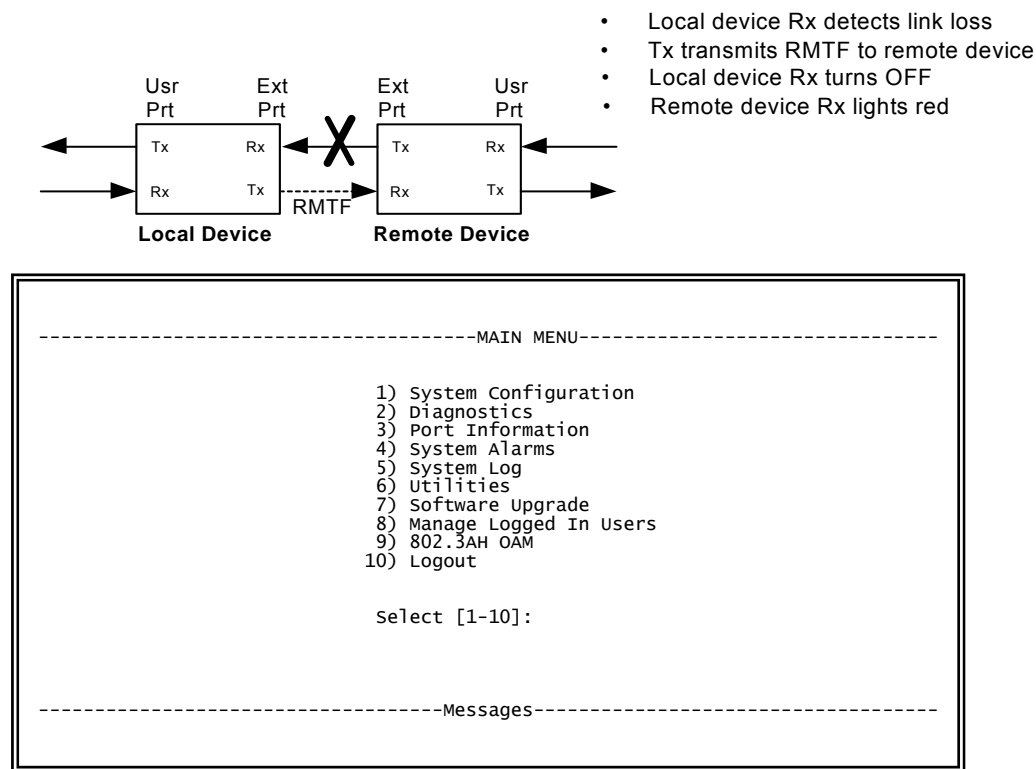 • Local device Rx detects link loss
• Tx transmits RMTF to remote device
• Local device Rx turns OFF
• Remote device Rx lights red
Usr Prt
Ext Prt
Ext Prt
Usr Prt
Tx Rx Tx Rx
Rx Tx Rx Tx
RMTF
Local Device Remote Device
---------------------------------------MAIN MENU--------------------------------
1) System Configuration
2) Diagnostics
3) Port Information
4) System Alarms
5) System Log
6) Utilities
7) Software Upgrade
8) Manage Logged In Users
9) 802.3AH OAM
10) Logout
Select [1-10]:
------------------------------------Messages------------------------------------